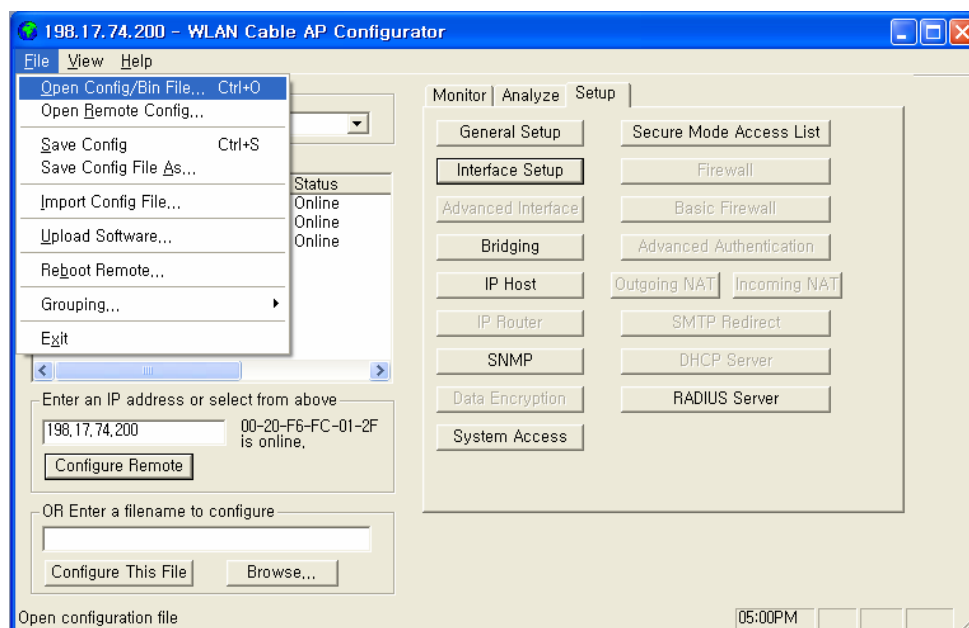 198.17.74.200 - WLAN Cable AP Configurator
File View Help
Open Config/Bin File... Ctrl+O
Open Remote Config...
Save Config Ctrl+S
Save Config File As...
Import Config File...
Upload Software...
Reboot Remote...
Grouping...
Exit
Status
Online
Online
Online
Enter an IP address or select from above
198.17.74.200
00-20-F6-FC-01-2F
is online.
Configure Remote
OR Enter a filename to configure
Configure This File Browse...
Monitor Analyze Setup
General Setup Secure Mode Access List
Interface Setup Firewall
Advanced Interface Basic Firewall
Bridging Advanced Authentication
IP Host Outgoing NAT Incoming NAT
IP Router SMTP Redirect
SNMP DHCP Server
Data Encryption RADIUS Server
System Access
Open configuration file 05:00PM